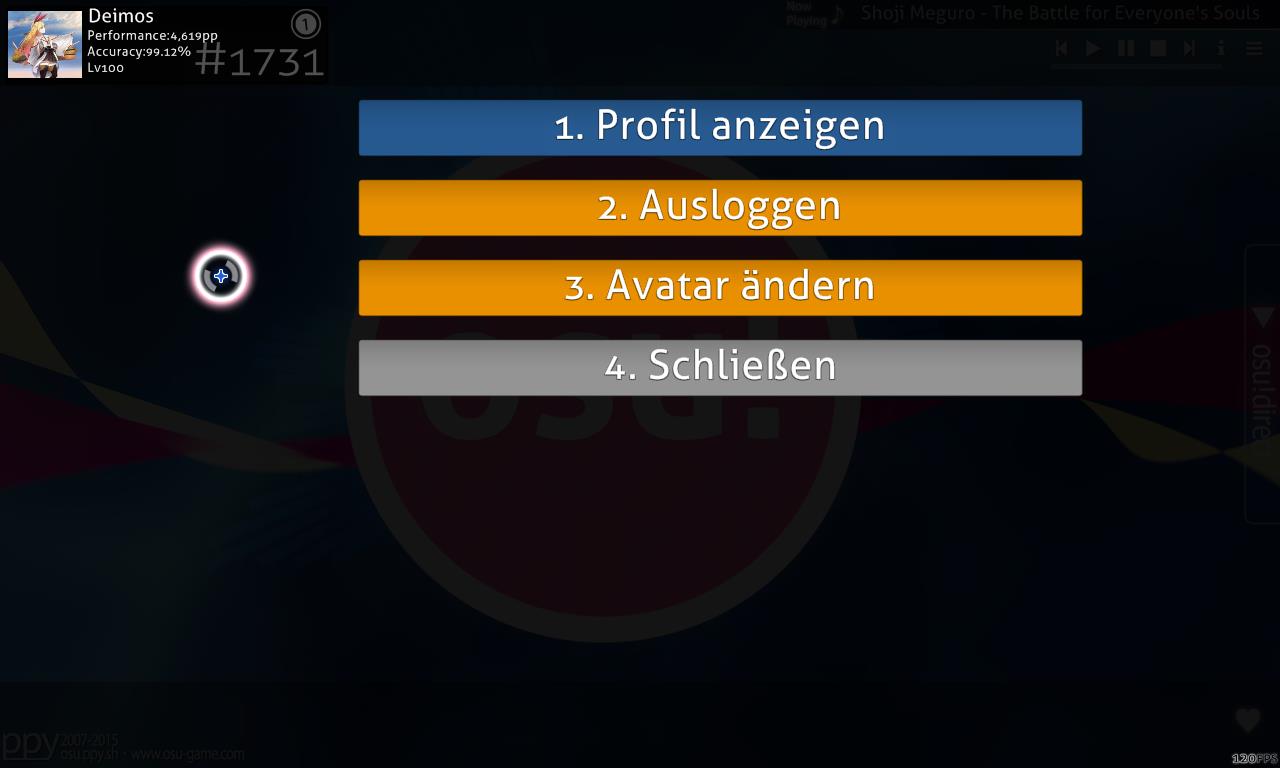 Deimos
Performance:4,619pp
Accuracy:99.12%
Lv100
#1731
1
Now
Playing
Shoji Meguro - The Battle for Everyone's Souls
1. Profil anzeigen
2. Ausloggen
3. Avatar ändern
4. Schließen
osu!
osu!direct
ppy
2007-2015
osu.ppy.sh · www.osu-game.com
120FPS